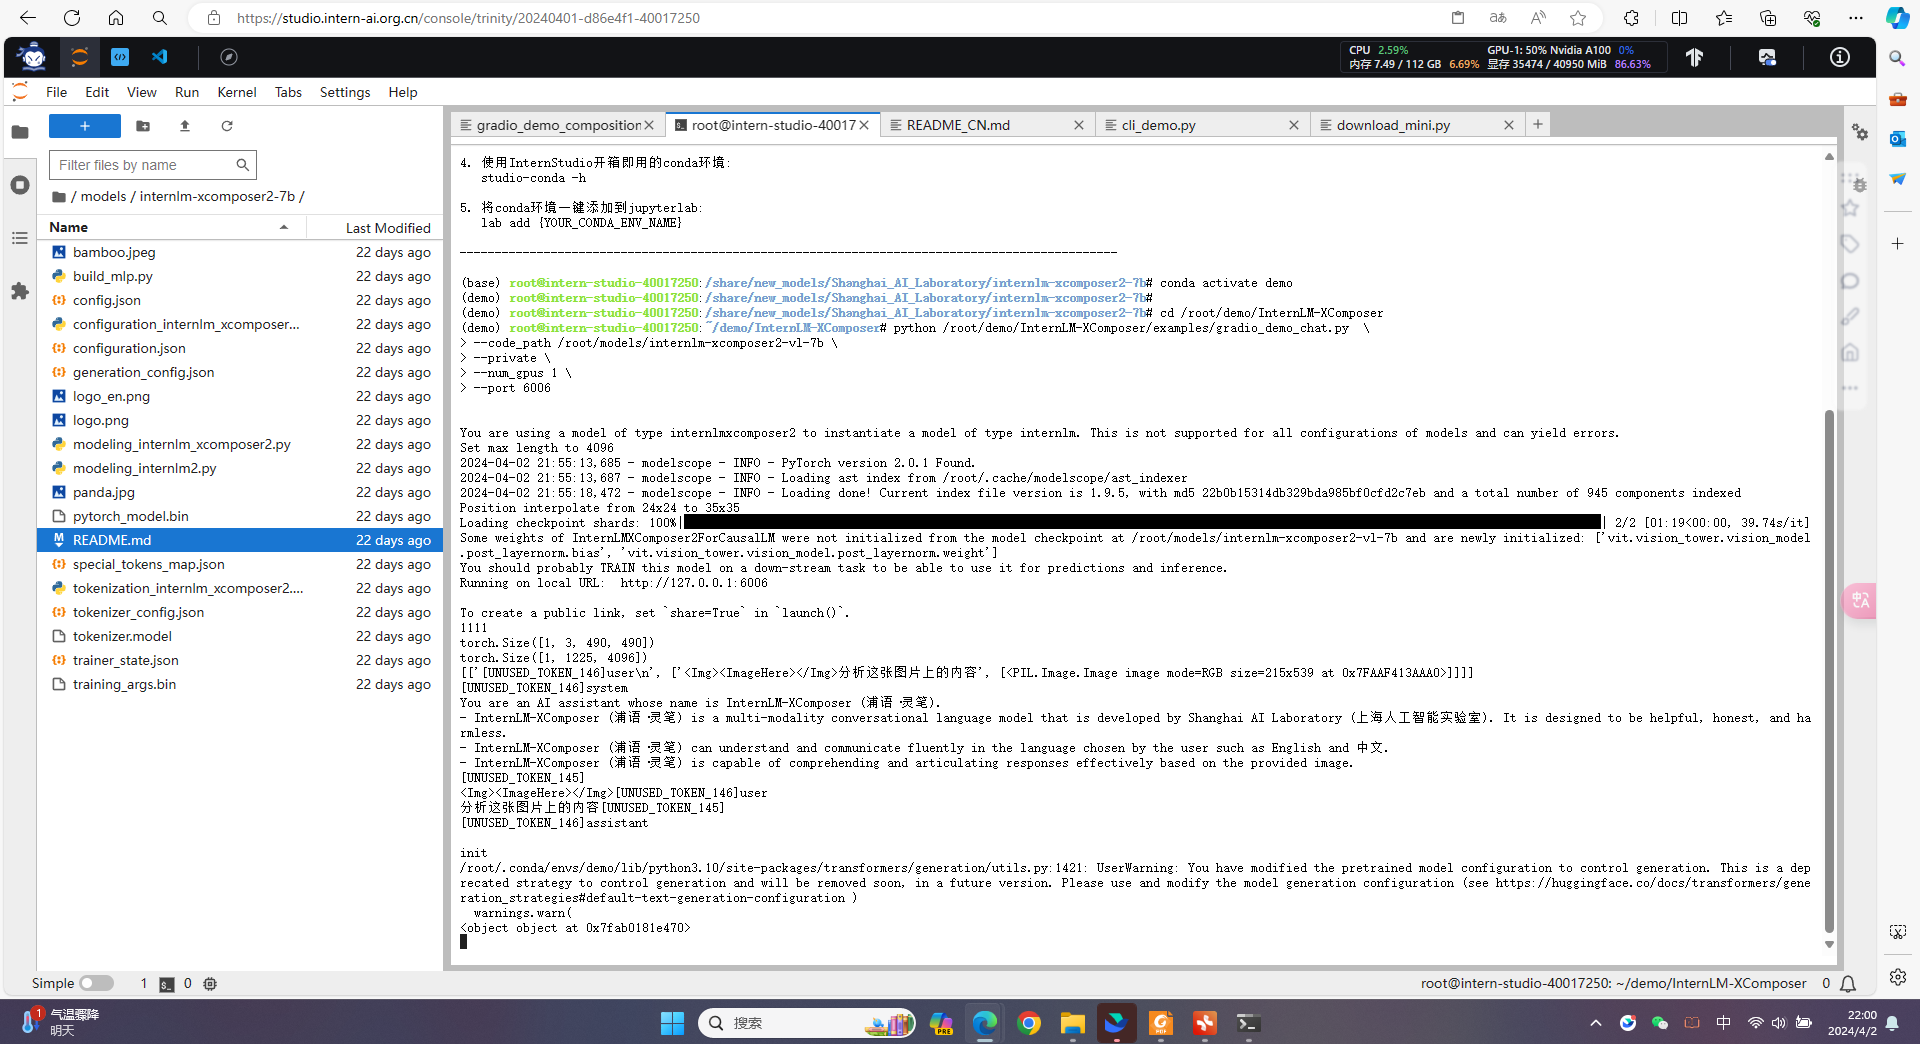 https://studio.intern-ai.org.cn/console/trinity/20240401-d86e4f1-40017250
CPU 2.59% GPU-1: 50% Nvidia A100 0%
内存 7.49 / 112 GB 6.69% 显存 35474 / 40950 MiB 86.63%
File Edit View Run Kernel Tabs Settings Help
gradio_demo_composition
root@intern-studio-40017
README_CN.md
cli_demo.py
download_mini.py
Filter files by name
/ models / internlm-xcomposer2-7b /
Name Last Modified
bamboo.jpeg 22 days ago
build_mlp.py 22 days ago
config.json 22 days ago
configuration_internlm_xcomposer... 22 days ago
configuration.json 22 days ago
generation_config.json 22 days ago
logo_en.png 22 days ago
logo.png 22 days ago
modeling_internlm_xcomposer2.py 22 days ago
modeling_internlm2.py 22 days ago
panda.jpg 22 days ago
pytorch_model.bin 22 days ago
README.md 22 days ago
special_tokens_map.json 22 days ago
tokenization_internlm_xcomposer2.... 22 days ago
tokenizer_config.json 22 days ago
tokenizer.model 22 days ago
trainer_state.json 22 days ago
training_args.bin 22 days ago
4. 使用InternStudio开箱即用的conda环境:
studio-conda -h
5. 将conda环境一键添加到jupyterlab:
lab add {YOUR_CONDA_ENV_NAME}
(base) root@intern-studio-40017250:/share/new_models/Shanghai_AI_Laboratory/internlm-xcomposer2-7b# conda activate demo
(demo) root@intern-studio-40017250:/share/new_models/Shanghai_AI_Laboratory/internlm-xcomposer2-7b#
(demo) root@intern-studio-40017250:/share/new_models/Shanghai_AI_Laboratory/internlm-xcomposer2-7b# cd /root/demo/InternLM-XComposer
(demo) root@intern-studio-40017250:~/demo/InternLM-XComposer# python /root/demo/InternLM-XComposer/examples/gradio_demo_chat.py \
> --code_path /root/models/internlm-xcomposer2-vl-7b \
> --private \
> --num_gpus 1 \
> --port 6006
You are using a model of type internlmxcomposer2 to instantiate a model of type internlm. This is not supported for all configurations of models and can yield errors.
Set max length to 4096
2024-04-02 21:55:13,685 - modelscope - INFO - PyTorch version 2.0.1 Found.
2024-04-02 21:55:13,687 - modelscope - INFO - Loading ast index from /root/.cache/modelscope/ast_indexer
2024-04-02 21:55:18,472 - modelscope - INFO - Loading done! Current index file version is 1.9.5, with md5 22b0b15314db329bda985bf0cfd2c7eb and a total number of 945 components indexed
Position interpolate from 24x24 to 35x35
Loading checkpoint shards: 100%| | 2/2 [01:19<00:00, 39.74s/it]
Some weights of InternLMXComposer2ForCausalLM were not initialized from the model checkpoint at /root/models/internlm-xcomposer2-vl-7b and are newly initialized: ['vit.vision_tower.vision_model
.post_layernorm.bias', 'vit.vision_tower.vision_model.post_layernorm.weight']
You should probably TRAIN this model on a down-stream task to be able to use it for predictions and inference.
Running on local URL:  http://127.0.0.1:6006
To create a public link, set `share=True` in `launch()`.
1111
torch.Size([1, 3, 490, 490])
torch.Size([1, 1225, 4096])
[['[UNUSED_TOKEN_146]user\n', ['<Img><ImageHere></Img>分析这张图片上的内容', [<PIL.Image.Image image mode=RGB size=215x539 at 0x7FAAF413AAA0>]]]]
[UNUSED_TOKEN_146]system
You are an AI assistant whose name is InternLM-XComposer (浦语·灵笔).
- InternLM-XComposer (浦语·灵笔) is a multi-modality conversational language model that is developed by Shanghai AI Laboratory (上海人工智能实验室). It is designed to be helpful, honest, and ha
rmless.
- InternLM-XComposer (浦语·灵笔) can understand and communicate fluently in the language chosen by the user such as English and 中文.
- InternLM-XComposer (浦语·灵笔) is capable of comprehending and articulating responses effectively based on the provided image.
[UNUSED_TOKEN_145]
<Img><ImageHere></Img>[UNUSED_TOKEN_146]user
分析这张图片上的内容[UNUSED_TOKEN_145]
[UNUSED_TOKEN_146]assistant
init
/root/.conda/envs/demo/lib/python3.10/site-packages/transformers/generation/utils.py:1421: UserWarning: You have modified the pretrained model configuration to control generation. This is a dep
recated strategy to control generation and will be removed soon, in a future version. Please use and modify the model generation configuration (see https://huggingface.co/docs/transformers/gene
ration_strategies#default-text-generation-configuration )
warnings.warn(
<object object at 0x7fab0181e470>
Simple 1 0
root@intern-studio-40017250: ~/demo/InternLM-XComposer 0
1 气温骤降
明天
搜索
PRE
中
22:00
2024/4/2